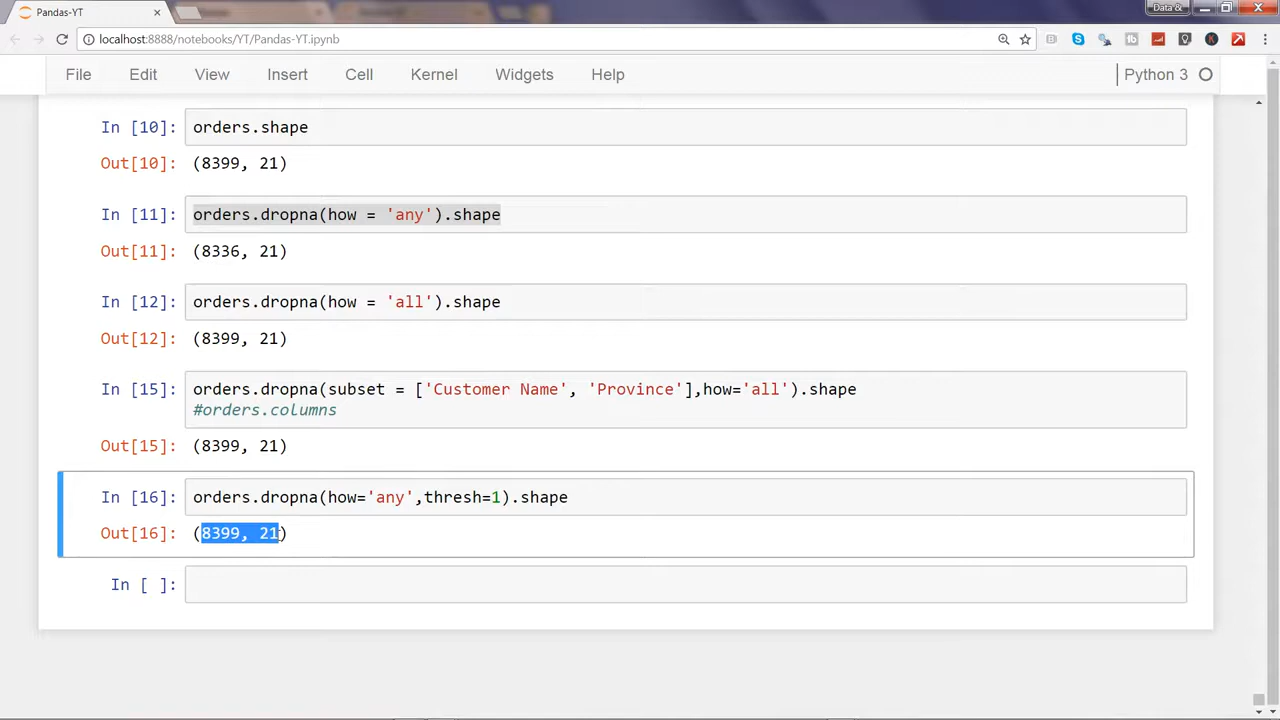 Pandas-YT
Data &
localhost:8888/notebooks/YT/Pandas-YT.ipynb
File Edit View Insert Cell Kernel Widgets Help Python 3
In [10]: orders.shape
Out[10]: (8399, 21)
In [11]: orders.dropna(how = 'any').shape
Out[11]: (8336, 21)
In [12]: orders.dropna(how = 'all').shape
Out[12]: (8399, 21)
In [15]: orders.dropna(subset = ['Customer Name', 'Province'],how='all').shape
#orders.columns
Out[15]: (8399, 21)
In [16]: orders.dropna(how='any',thresh=1).shape
Out[16]: (8399, 21)
In [ ]: